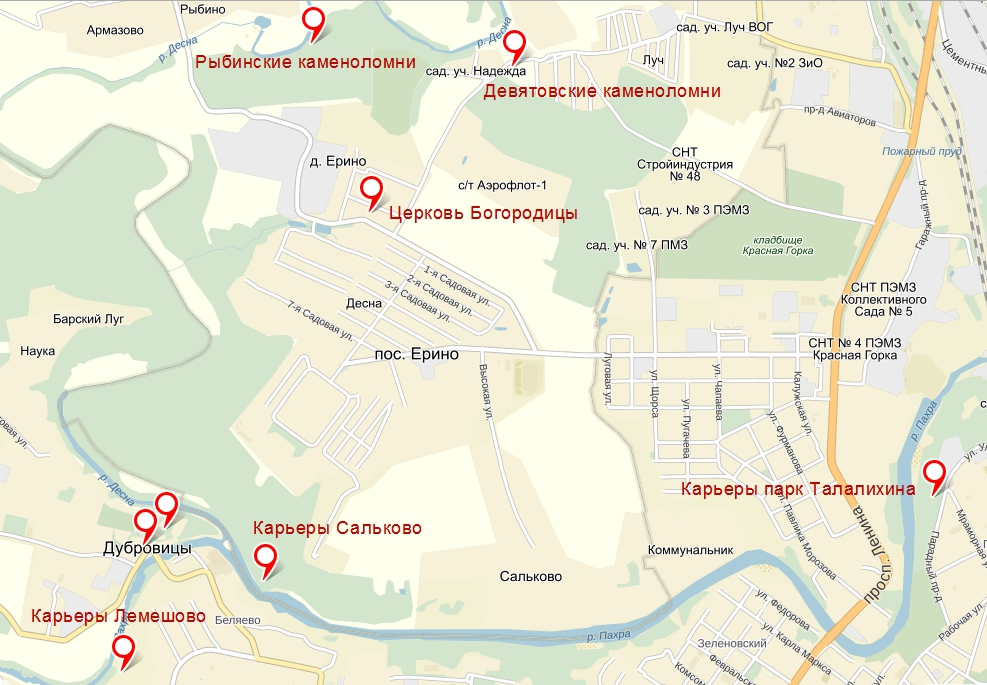 Рыбино
Армазово
р. Десна
р. Десна
сад. уч. Луч ВОГ
Рыбинские каменоломни
сад. уч. Надежда
Луч
сад. уч. №2 ЗиО
Цементный
Девятовские каменоломни
пр-д Авиаторов
Пожарный пруд
д. Ерино
СНТ
Стройиндустрия
№ 48
с/т Аэрофлот-1
Гаражный пр-д
Церковь Богородицы
сад. уч. № 3 ПЭМЗ
сад. уч. № 7 ПМЗ
кладбище
Красная Горка
1-я Садовая ул.
2-я Садовая ул.
3-я Садовая ул.
7-я Садовая ул.
Десна
СНТ ПЭМЗ
Коллективного
Сада № 5
Барский Луг
Наука
пос. Ерино
СНТ № 4 ПЭМЗ
Красная Горка
Высокая ул.
Луговая ул.
ул. Щорса
ул. Чапаева
ул. Пугачева
Калужская ул.
ул. Фурманова
р. Пахра
овая ул.
р. Десна
Карьеры парк Талалихина
ул. Павлика Морозова
просп. Ленина
Мраморная ул.
Парадный пр-д
Карьеры Сальково
Дубровицы
Коммунальник
Сальково
Карьеры Лемешово
Пахра
Беляево
р. Пахра
ул. Федорова
ул. Карла Маркса
Зеленовский
Февральская
Комсо
Рабочая ул.